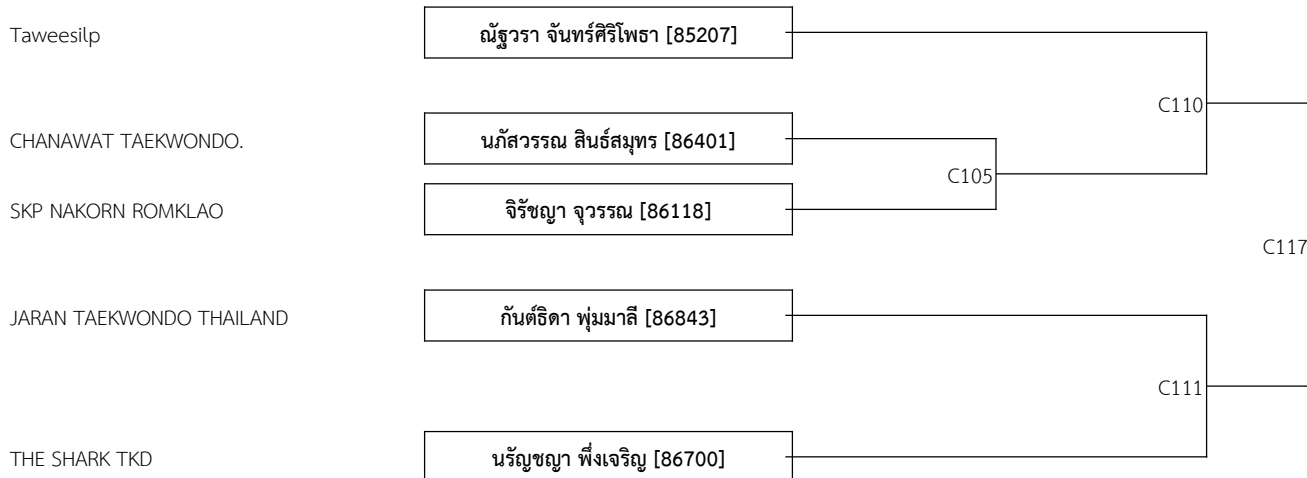 Taweesilp ณัฐวรา จันทร์ศิริโพธา [85207]
C110
CHANAWAT TAEKWONDO. นภัสวรรณ สินธ์สมุทร [86401]
C105
SKP NAKORN ROMKLAO จิรัชญา จุวรรณ [86118]
C117
JARAN TAEKWONDO THAILAND กันต์ธิดา พุ่มมาลี [86843]
C111
THE SHARK TKD นรัญชญา พึ่งเจริญ [86700]